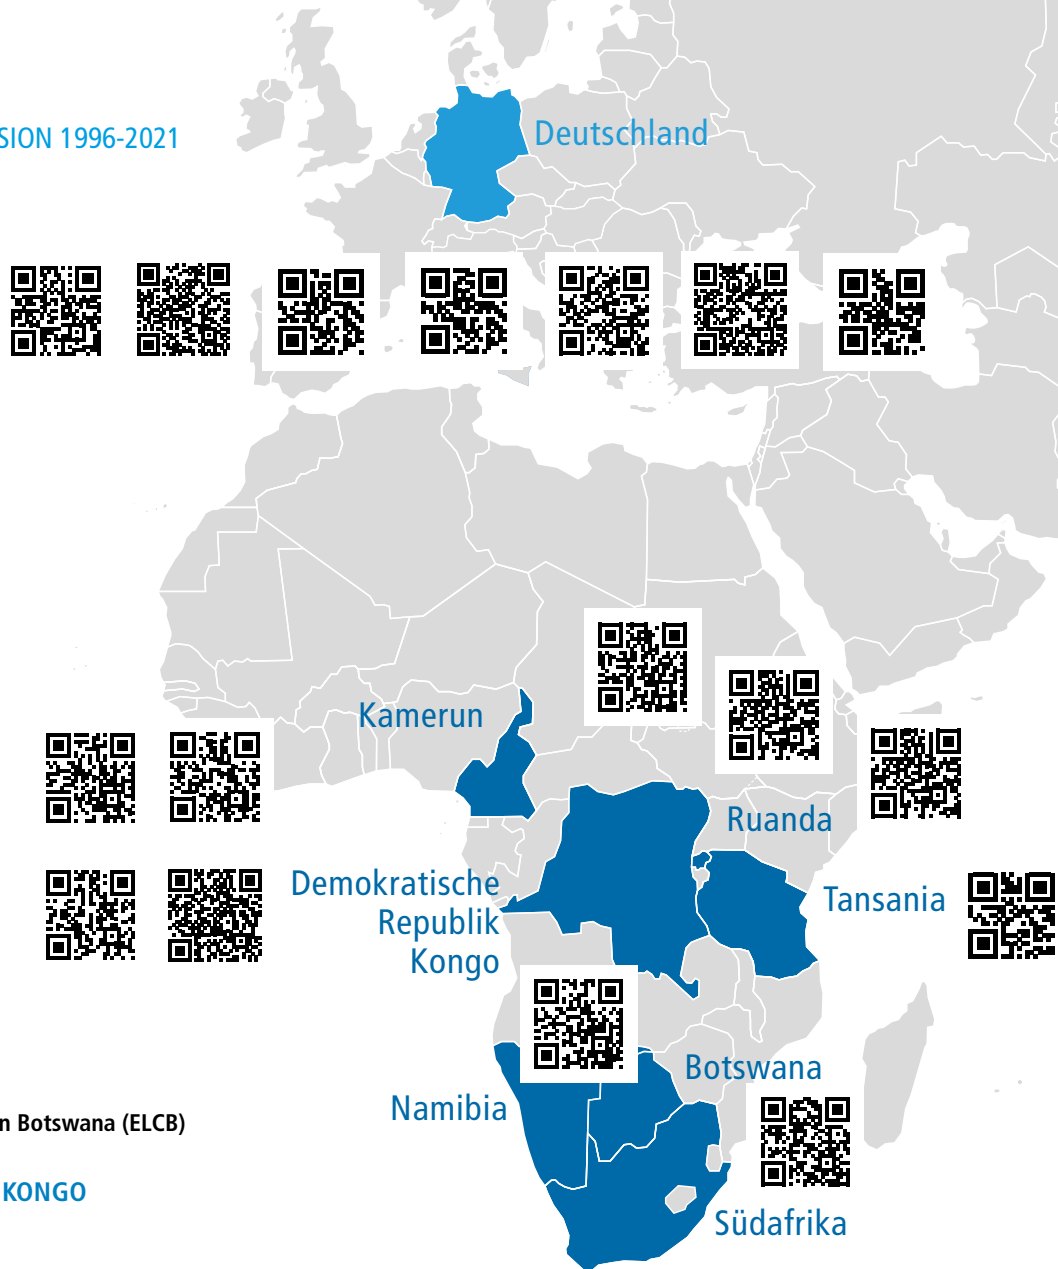 SION 1996-2021
Deutschland
Kamerun
Ruanda
Demokratische
Republik
Kongo
Tansania
Botswana
Namibia
n Botswana (ELCB)
KONGO
Südafrika